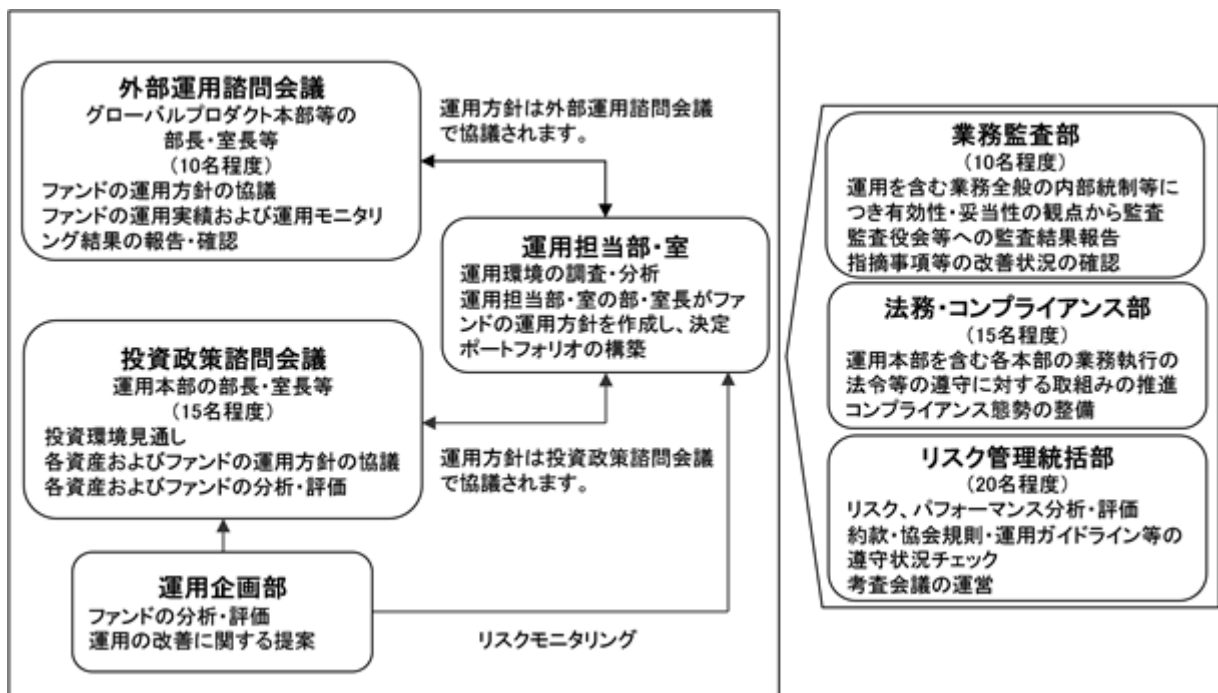 外部運用諮問会議
グローバルプロダクト本部等の
部長・室長等
(10名程度)
ファンドの運用方針の協議
ファンドの運用実績および運用モニタリ
ング結果の報告・確認
運用方針は外部運用諮問会議
で協議されます。
運用担当部・室
運用環境の調査・分析
運用担当部・室の部・室長がファ
ンドの運用方針を作成し、決定
ポートフォリオの構築
投資政策諮問会議
運用本部の部長・室長等
(15名程度)
投資環境見通し
各資産およびファンドの運用方針の協議
各資産およびファンドの分析・評価
運用方針は投資政策諮問会議
で協議されます。
運用企画部
ファンドの分析・評価
運用の改善に関する提案
リスクモニタリング
業務監査部
(10名程度)
運用を含む業務全般の内部統制等に
つき有効性・妥当性の観点から監査
監査役会等への監査結果報告
指摘事項等の改善状況の確認
法務・コンプライアンス部
(15名程度)
運用本部を含む各本部の業務執行の
法令等の遵守に対する取組みの推進
コンプライアンス態勢の整備
リスク管理統括部
(20名程度)
リスク、パフォーマンス分析・評価
約款・協会規則・運用ガイドライン等の
遵守状況チェック
考査会議の運営